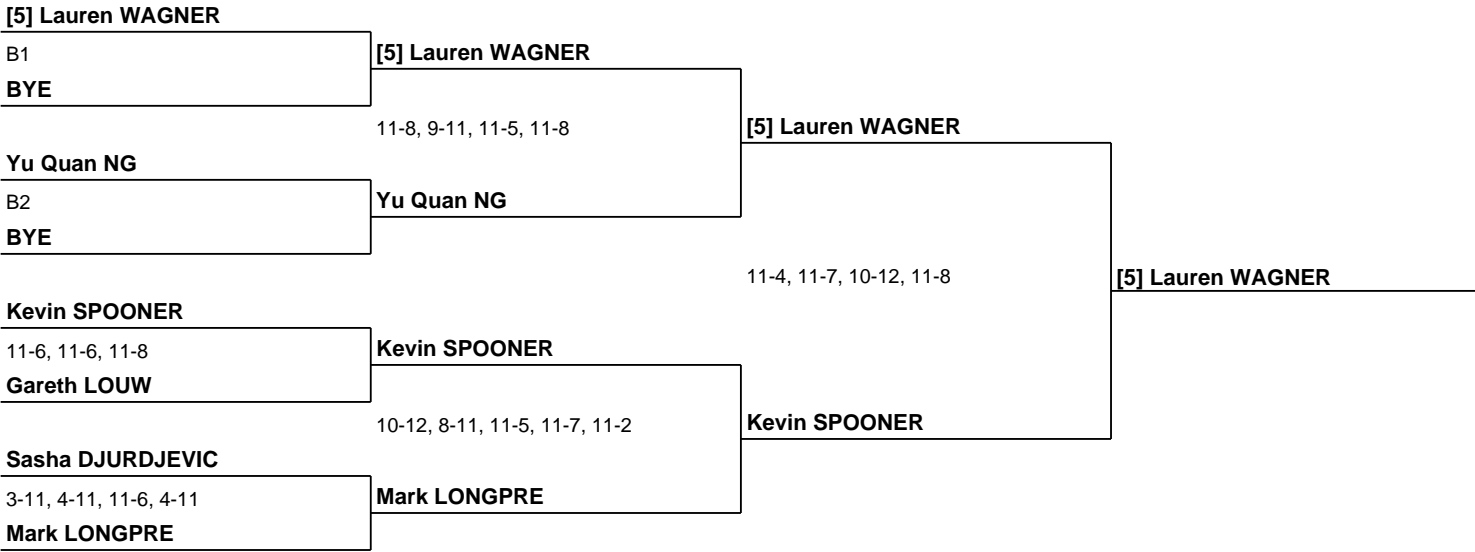 [5] Lauren WAGNER
B1
BYE
Yu Quan NG
B2
BYE
Kevin SPOONER
11-6, 11-6, 11-8
Gareth LOUW
Sasha DJURDJEVIC
3-11, 4-11, 11-6, 4-11
Mark LONGPRE
[5] Lauren WAGNER
11-8, 9-11, 11-5, 11-8
Yu Quan NG
Kevin SPOONER
10-12, 8-11, 11-5, 11-7, 11-2
Mark LONGPRE
[5] Lauren WAGNER
11-4, 11-7, 10-12, 11-8
Kevin SPOONER
[5] Lauren WAGNER